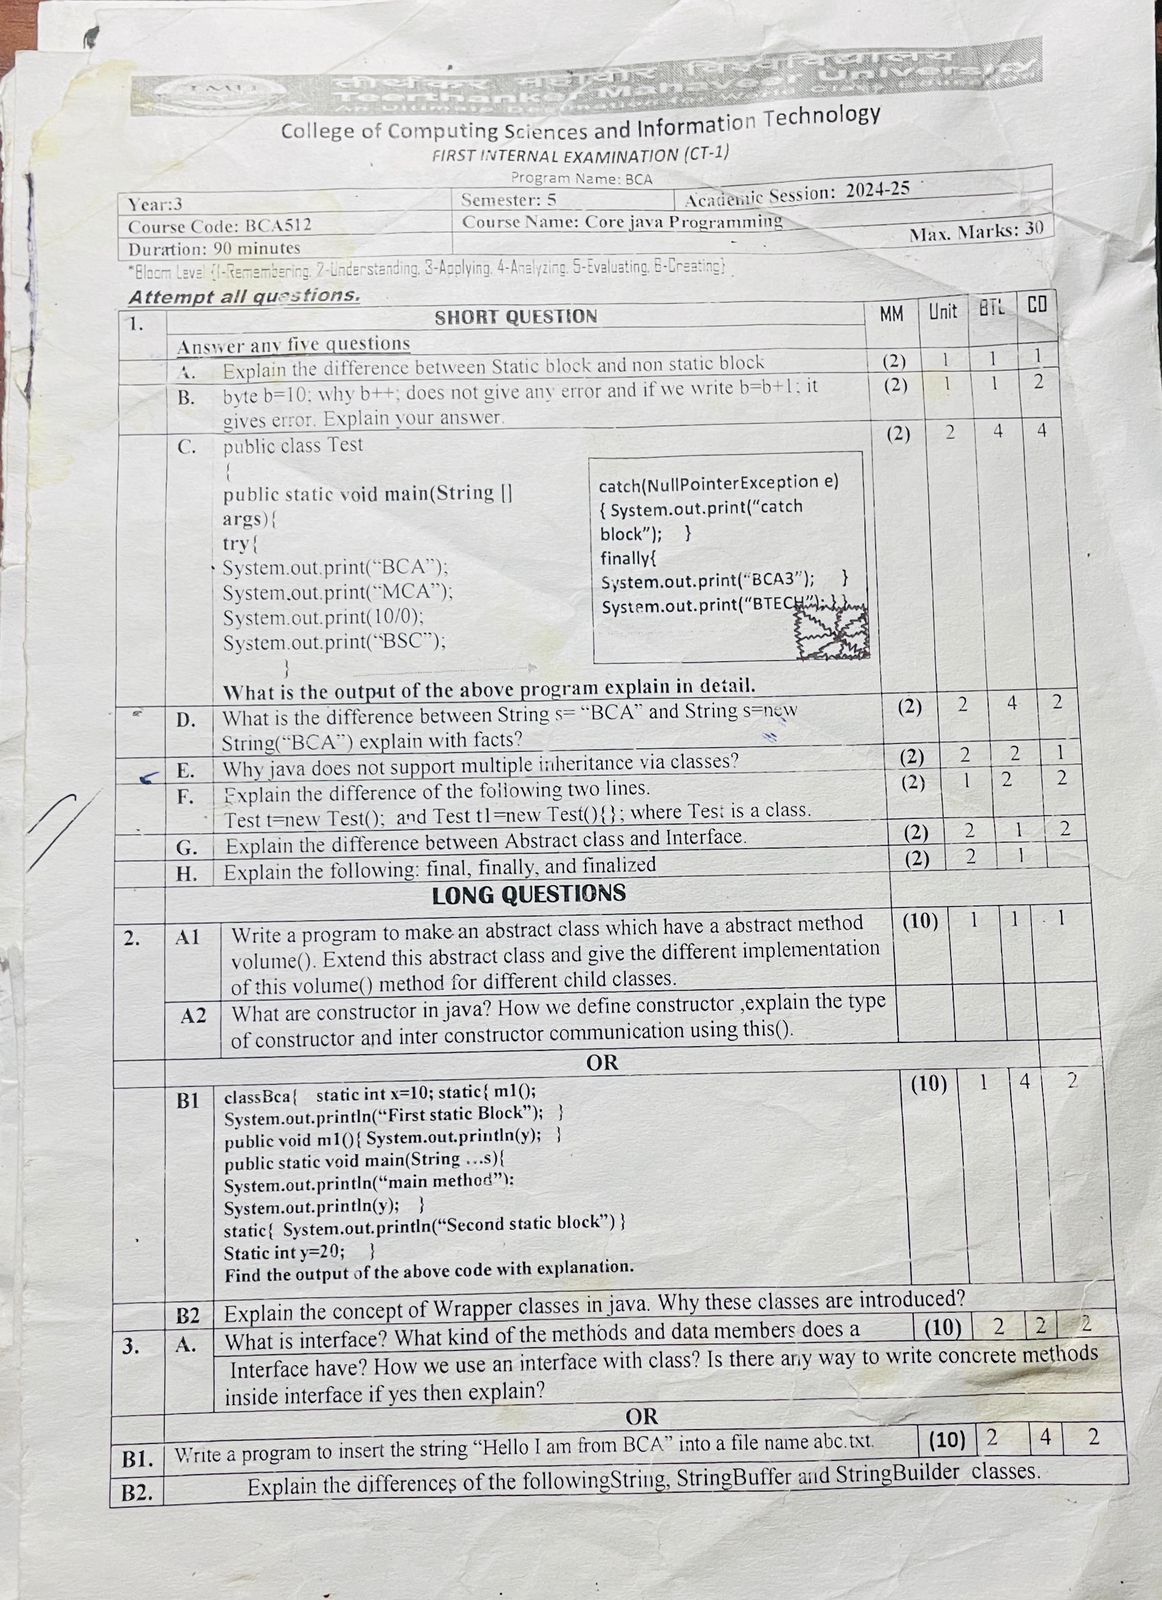 तीर्थंकर महावीर विश्वविद्यालय
TMU
Teerthanker Mahaveer University
College of Computing Sciences and Information Technology
FIRST INTERNAL EXAMINATION (CT-1)
Program Name: BCA
Year:3 Semester: 5 Academic Session: 2024-25
Course Code: BCA512 Course Name: Core java Programming
Duration: 90 minutes Max. Marks: 30
*Bloom Level {1-Remembering, 2-Understanding, 3-Applying, 4-Analyzing, 5-Evaluating, 6-Creating}
Attempt all questions.
1. SHORT QUESTION MM Unit BTL CO
Answer any five questions
A. Explain the difference between Static block and non static block (2) 1 1 1
B. byte b=10; why b++; does not give any error and if we write b=b+1; it (2) 1 1 2
gives error. Explain your answer.
C. public class Test (2) 2 4 4
{
public static void main(String []
args){
try{
System.out.print("BCA");
System.out.print("MCA");
System.out.print(10/0);
System.out.print("BSC");
}
catch(NullPointerException e)
{ System.out.print("catch
block"); }
finally{
System.out.print("BCA3"); }
System.out.print("BTECH"); } }
What is the output of the above program explain in detail.
D. What is the difference between String s= "BCA" and String s=new (2) 2 4 2
String("BCA") explain with facts?
E. Why java does not support multiple inheritance via classes? (2) 2 2 1
F. Explain the difference of the following two lines. (2) 1 2 2
Test t=new Test(); and Test t1=new Test(){}; where Test is a class.
G. Explain the difference between Abstract class and Interface. (2) 2 1 2
H. Explain the following: final, finally, and finalized (2) 2 1
LONG QUESTIONS
2. A1 Write a program to make an abstract class which have a abstract method (10) 1 1 1
volume(). Extend this abstract class and give the different implementation
of this volume() method for different child classes.
A2 What are constructor in java? How we define constructor ,explain the type
of constructor and inter constructor communication using this().
OR
B1 classBca{ static int x=10; static{ m1(); (10) 1 4 2
System.out.println("First static Block"); }
public void m1(){ System.out.println(y); }
public static void main(String ...s){
System.out.println("main method");
System.out.println(y); }
static{ System.out.println("Second static block") }
Static int y=20; }
Find the output of the above code with explanation.
B2 Explain the concept of Wrapper classes in java. Why these classes are introduced?
3. A. What is interface? What kind of the methods and data members does a (10) 2 2 2
Interface have? How we use an interface with class? Is there any way to write concrete methods
inside interface if yes then explain?
OR
B1. Write a program to insert the string "Hello I am from BCA" into a file name abc.txt. (10) 2 4 2
B2. Explain the differences of the followingString, StringBuffer and StringBuilder classes.